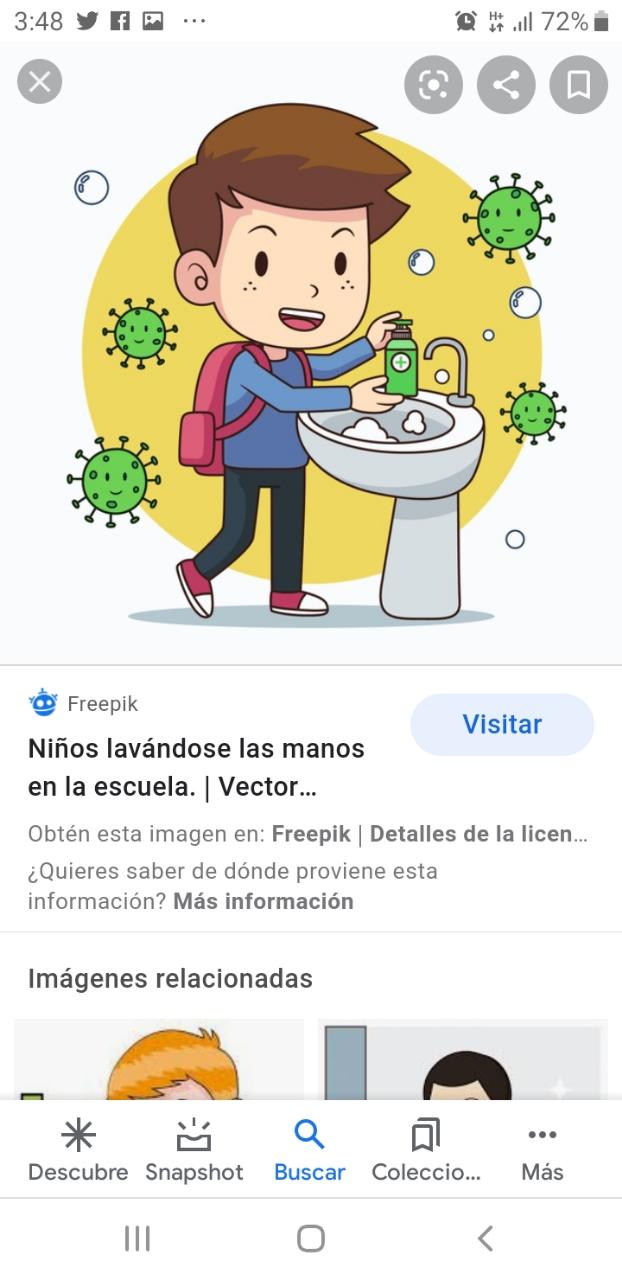 3:48 ... H+ 72%
Freepik
Visitar
Niños lavándose las manos
en la escuela. | Vector...
Obtén esta imagen en: Freepik | Detalles de la licen...
¿Quieres saber de dónde proviene esta
información? Más información
Imágenes relacionadas
Descubre Snapshot Buscar Coleccio... Más